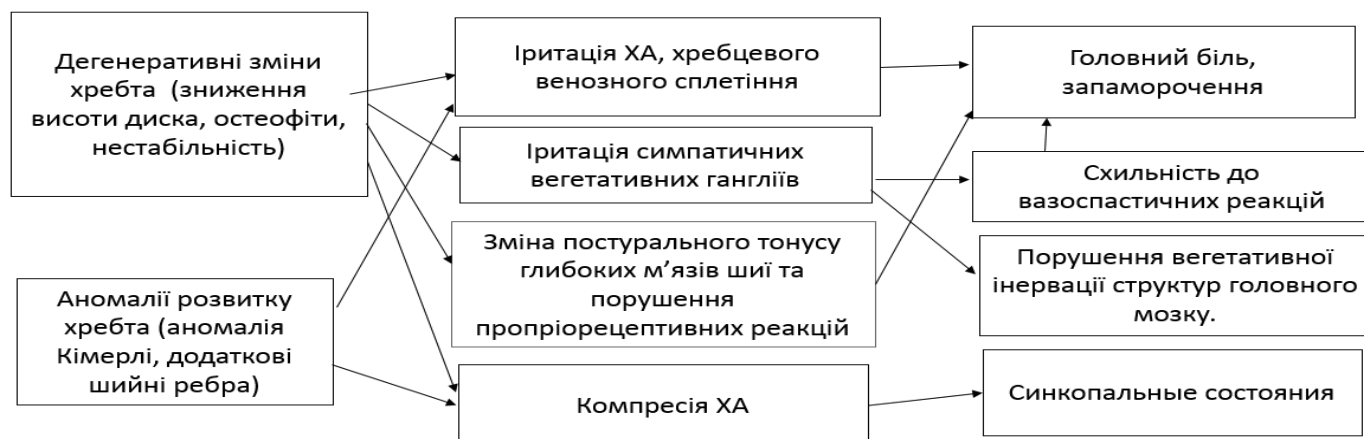 Дегенеративні зміни
хребта (зниження
висоти диска, остеофіти,
нестабільність)
Аномалії розвитку
хребта (аномалія
Кімерлі, додаткові
шийні ребра)
Іритація ХА, хребцевого
венозного сплетіння
Іритація симпатичних
вегетативних гангліїв
Зміна постурального тонусу
глибоких м’язів шиї та
порушення
пропріорецептивних реакцій
Компресія ХА
Головний біль,
запаморочення
Схильність до
вазоспастичних реакцій
Порушення вегетативної
інервації структур головного
мозку.
Синкопальные состояния